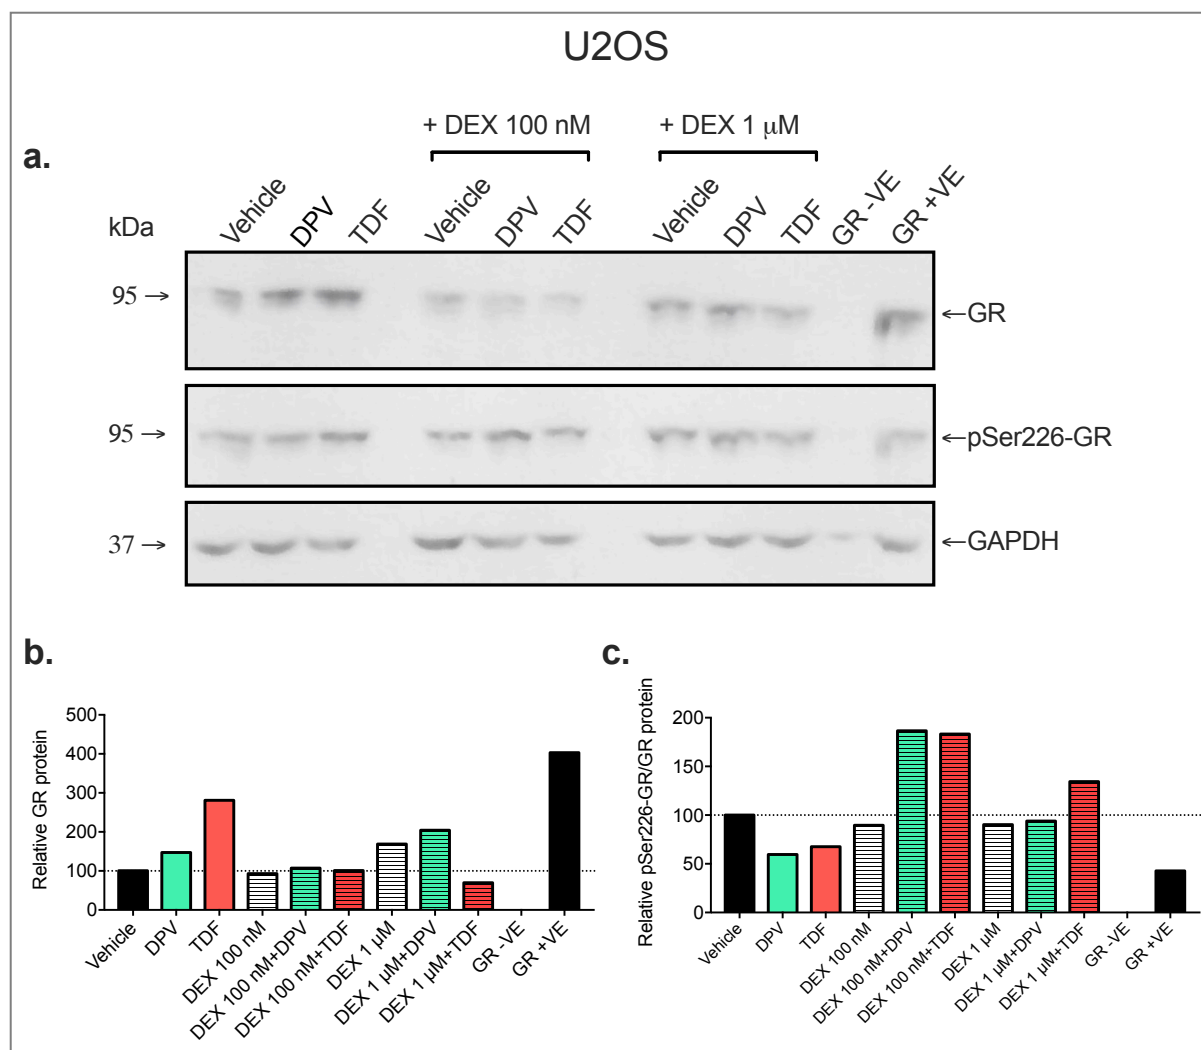 U2OS
a.
+ DEX 100 nM
+ DEX 1 μM
kDa
Vehicle
DPV
TDF
Vehicle
DPV
TDF
Vehicle
DPV
TDF
GR -VE
GR +VE
95 →
←GR
95 →
←pSer226-GR
37 →
←GAPDH
b.
Relative GR protein
500
400
300
200
100
0
Vehicle
DPV
TDF
DEX 100 nM
DEX 100 nM+DPV
DEX 100 nM+TDF
DEX 1 μM
DEX 1 μM+DPV
DEX 1 μM+TDF
GR -VE
GR +VE
c.
Relative pSer226-GR/GR protein
200
150
100
50
0
Vehicle
DPV
TDF
DEX 100 nM
DEX 100 nM+DPV
DEX 100 nM+TDF
DEX 1 μM
DEX 1 μM+DPV
DEX 1 μM+TDF
GR -VE
GR +VE